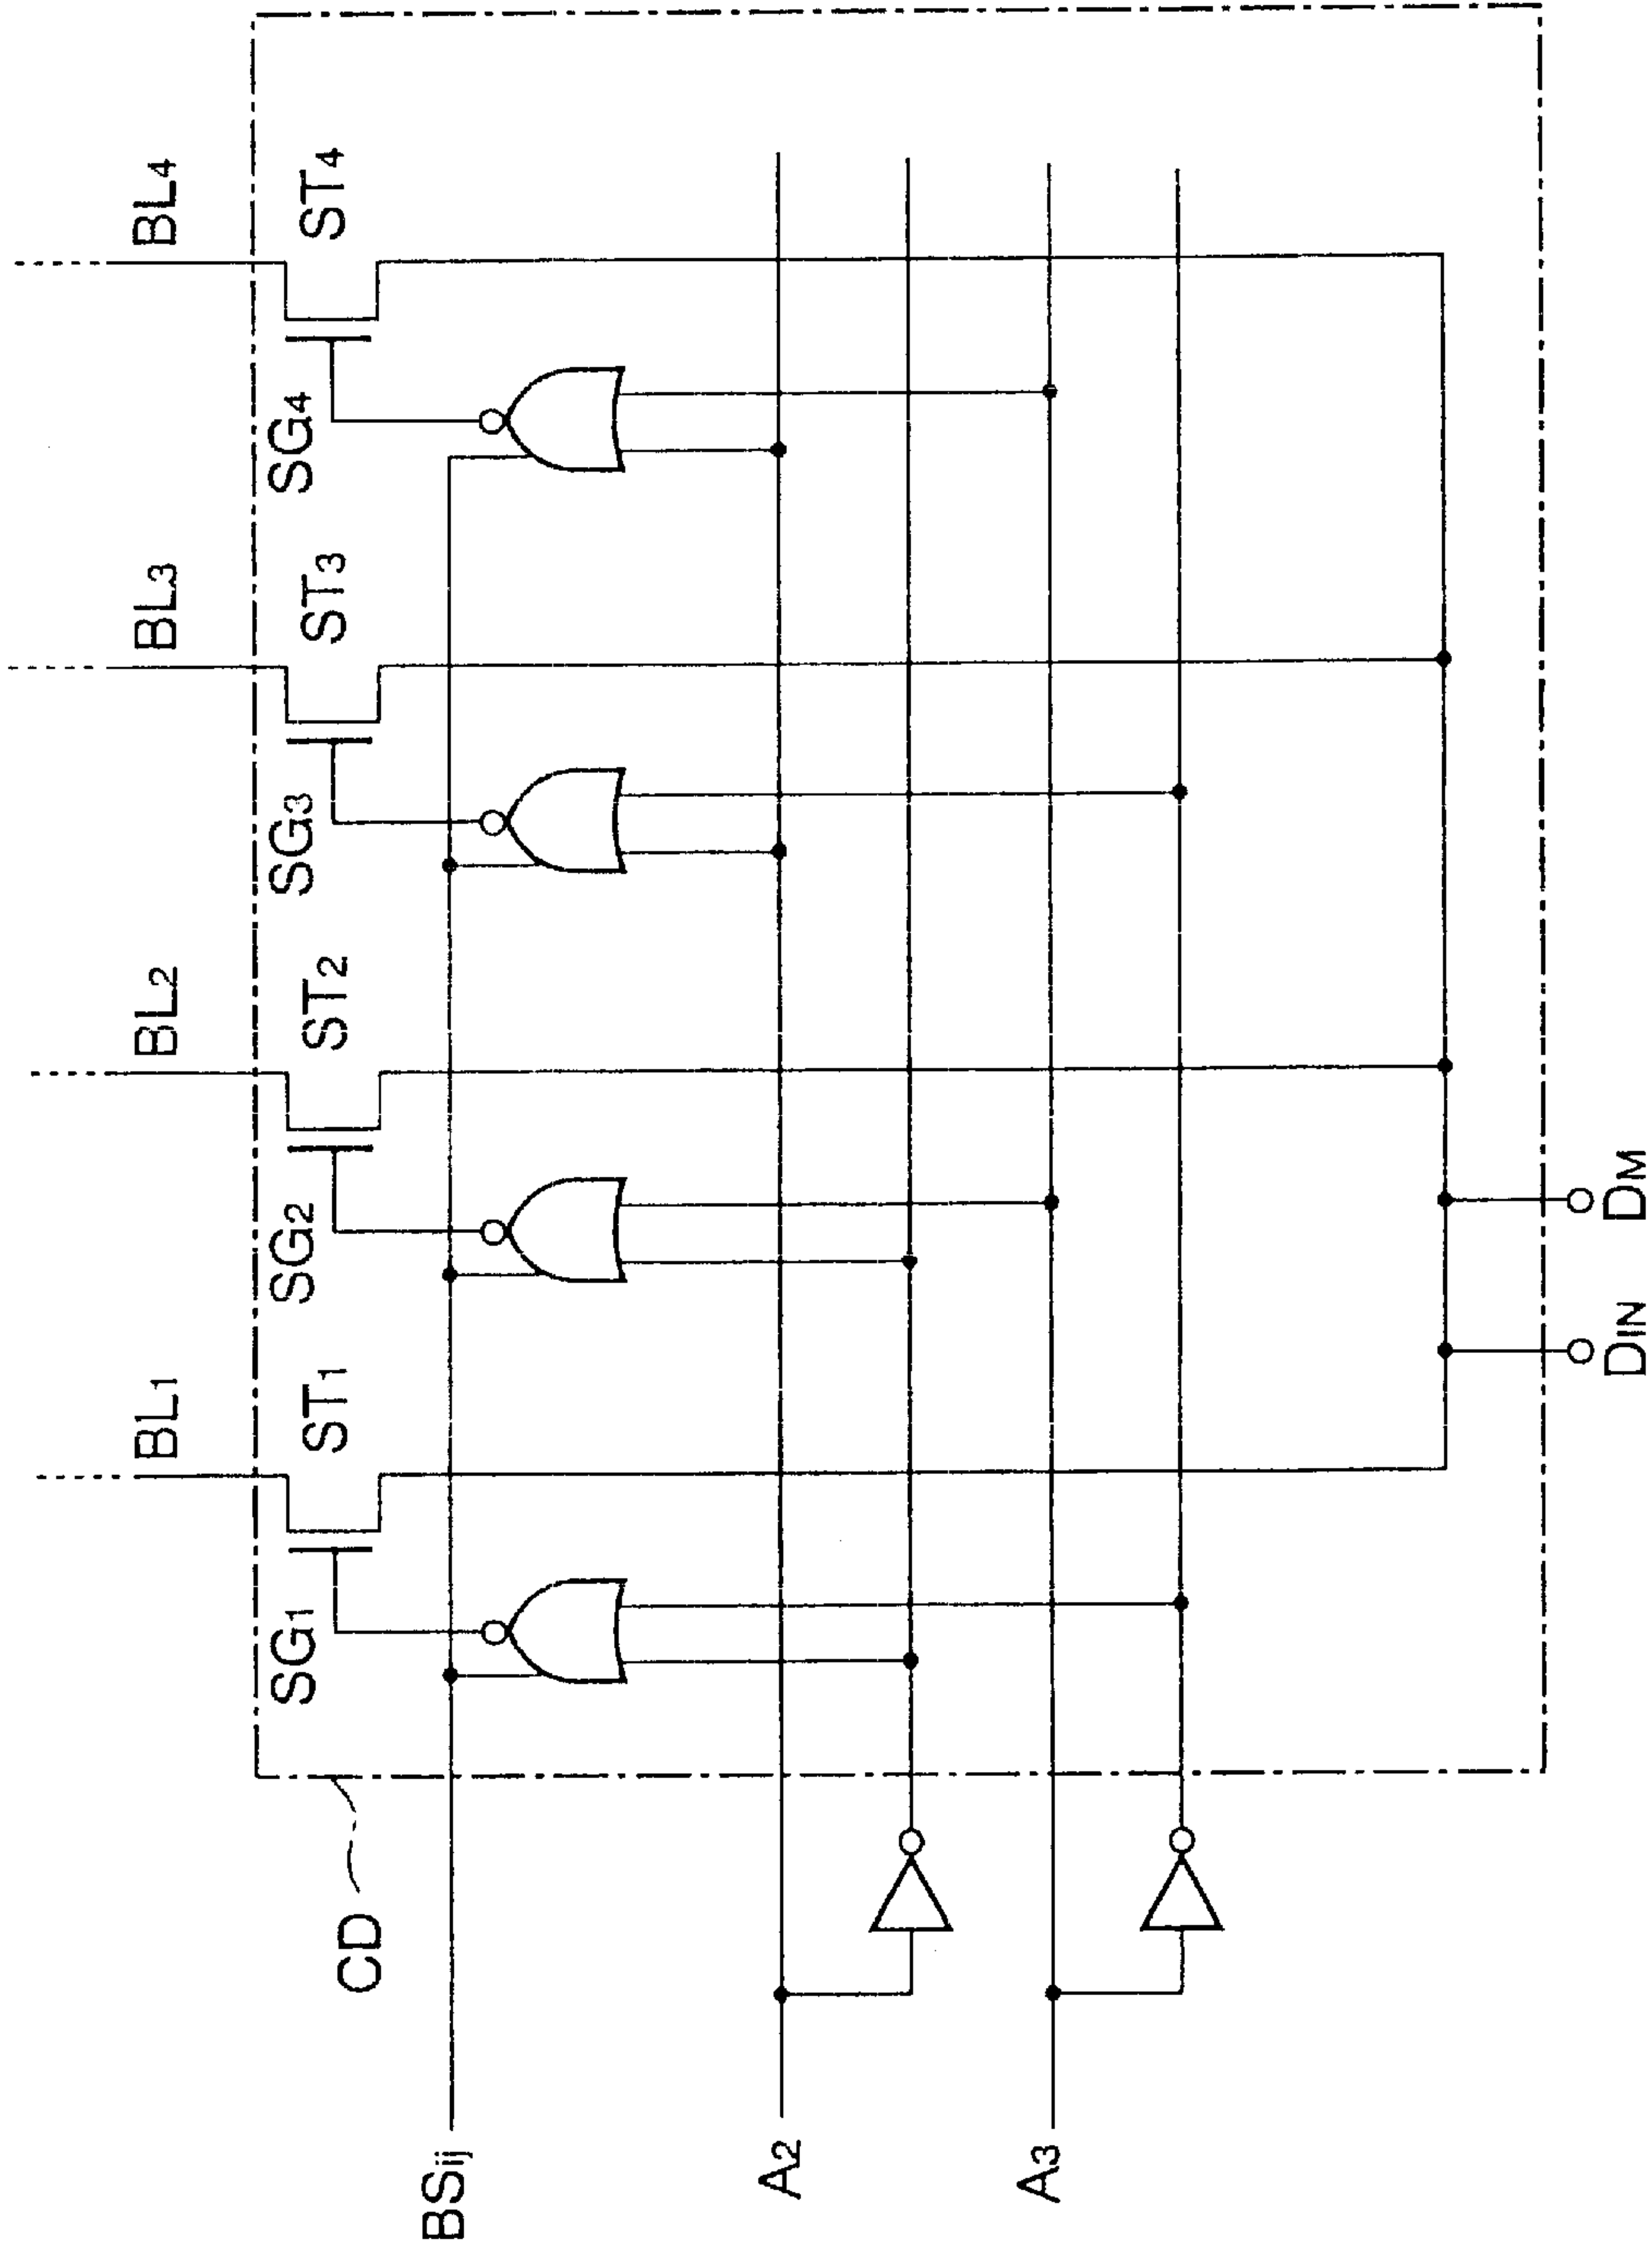 BL1
BL2
BL3
BL4
ST1
ST2
ST3
ST4
SG1
SG2
SG3
SG4
CD
BSij
A2
A3
DIN
DM